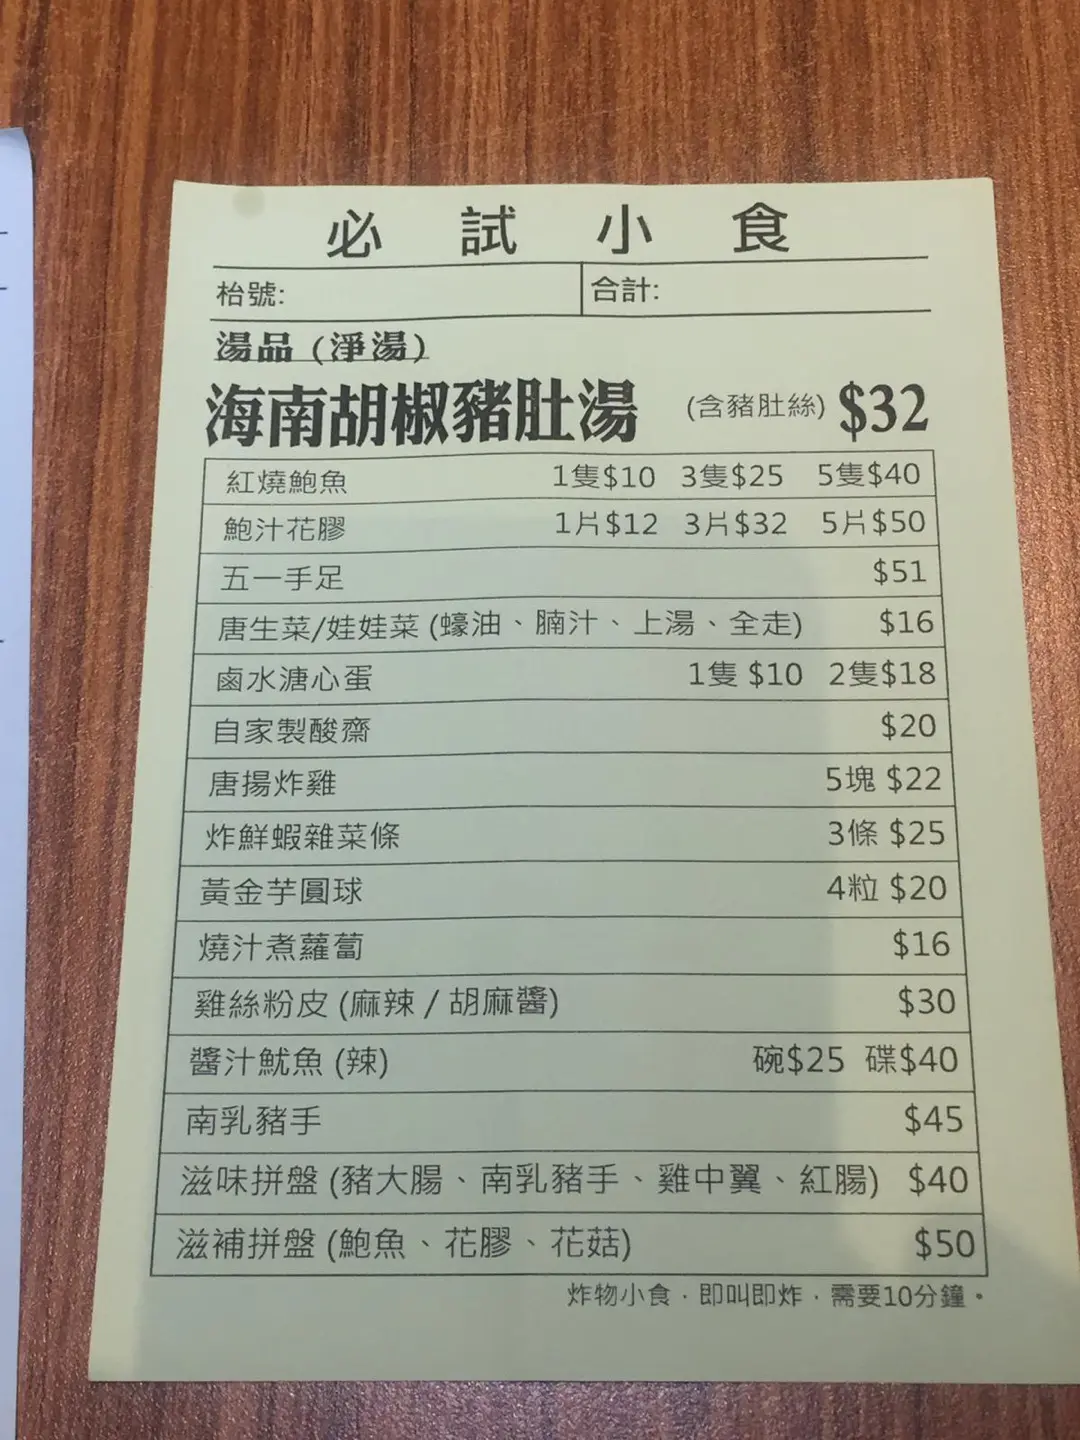 必試小食
枱號: 合計:
湯品 (淨湯)
海南胡椒豬肚湯 (含豬肚絲) $32
紅燒鮑魚 1隻$10 3隻$25 5隻$40
鮑汁花膠 1片$12 3片$32 5片$50
五一手足 $51
唐生菜/娃娃菜 (蠔油、腩汁、上湯、全走) $16
鹵水溏心蛋 1隻 $10 2隻$18
自家製酸齋 $20
唐揚炸雞 5塊 $22
炸鮮蝦雜菜條 3條 $25
黃金芋圓球 4粒 $20
燒汁煮蘿蔔 $16
雞絲粉皮 (麻辣 / 胡麻醬) $30
醬汁魷魚 (辣) 碗$25 碟$40
南乳豬手 $45
滋味拼盤 (豬大腸、南乳豬手、雞中翼、紅腸) $40
滋補拼盤 (鮑魚、花膠、花菇) $50
炸物小食，即叫即炸，需要10分鐘。